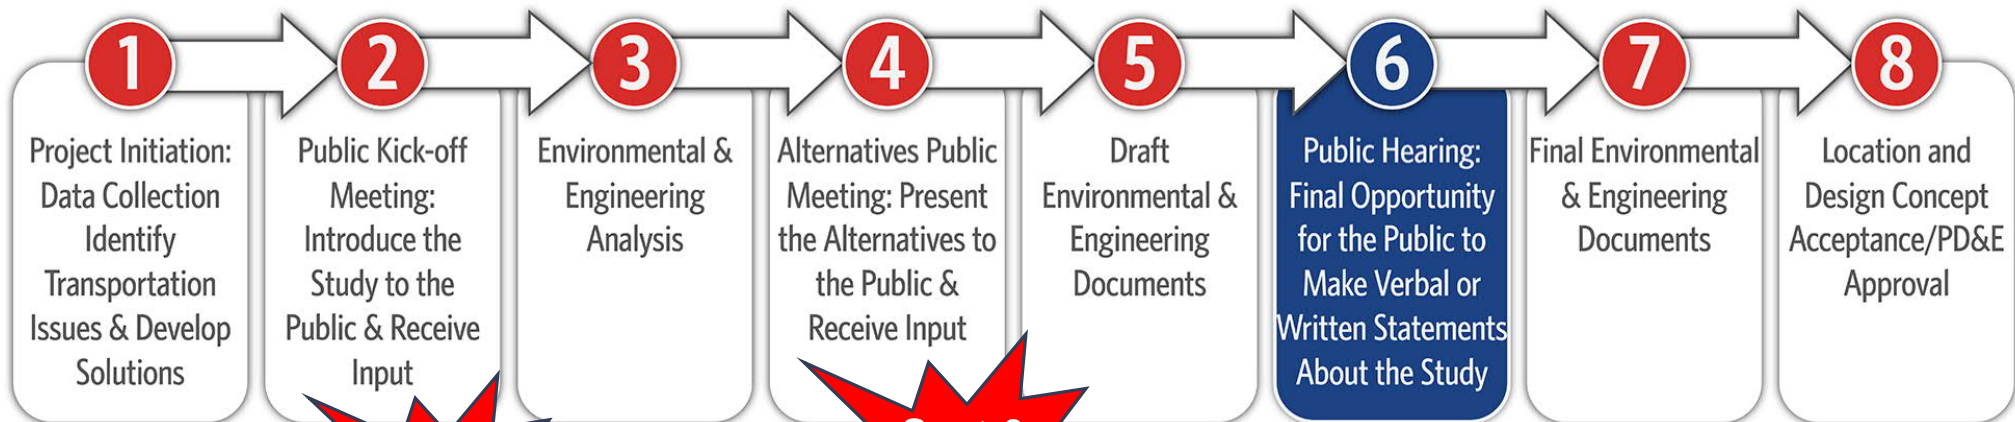 1
Project Initiation:
Data Collection
Identify
Transportation
Issues & Develop
Solutions
2
Public Kick-off
Meeting:
Introduce the
Study to the
Public & Receive
Input
3
Environmental &
Engineering
Analysis
4
Alternatives Public
Meeting: Present
the Alternatives to
the Public &
Receive Input
5
Draft
Environmental &
Engineering
Documents
6
Public Hearing:
Final Opportunity
for the Public to
Make Verbal or
Written Statements
About the Study
7
Final Environmental
& Engineering
Documents
8
Location and
Design Concept
Acceptance/PD&E
Approval